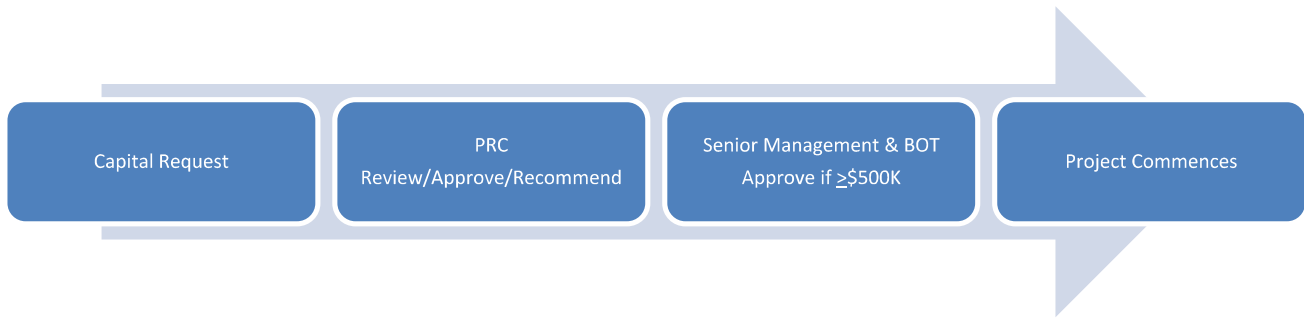 Capital Request
PRC
Review/Approve/Recommend
Senior Management & BOT
Approve if >$500K
Project Commences